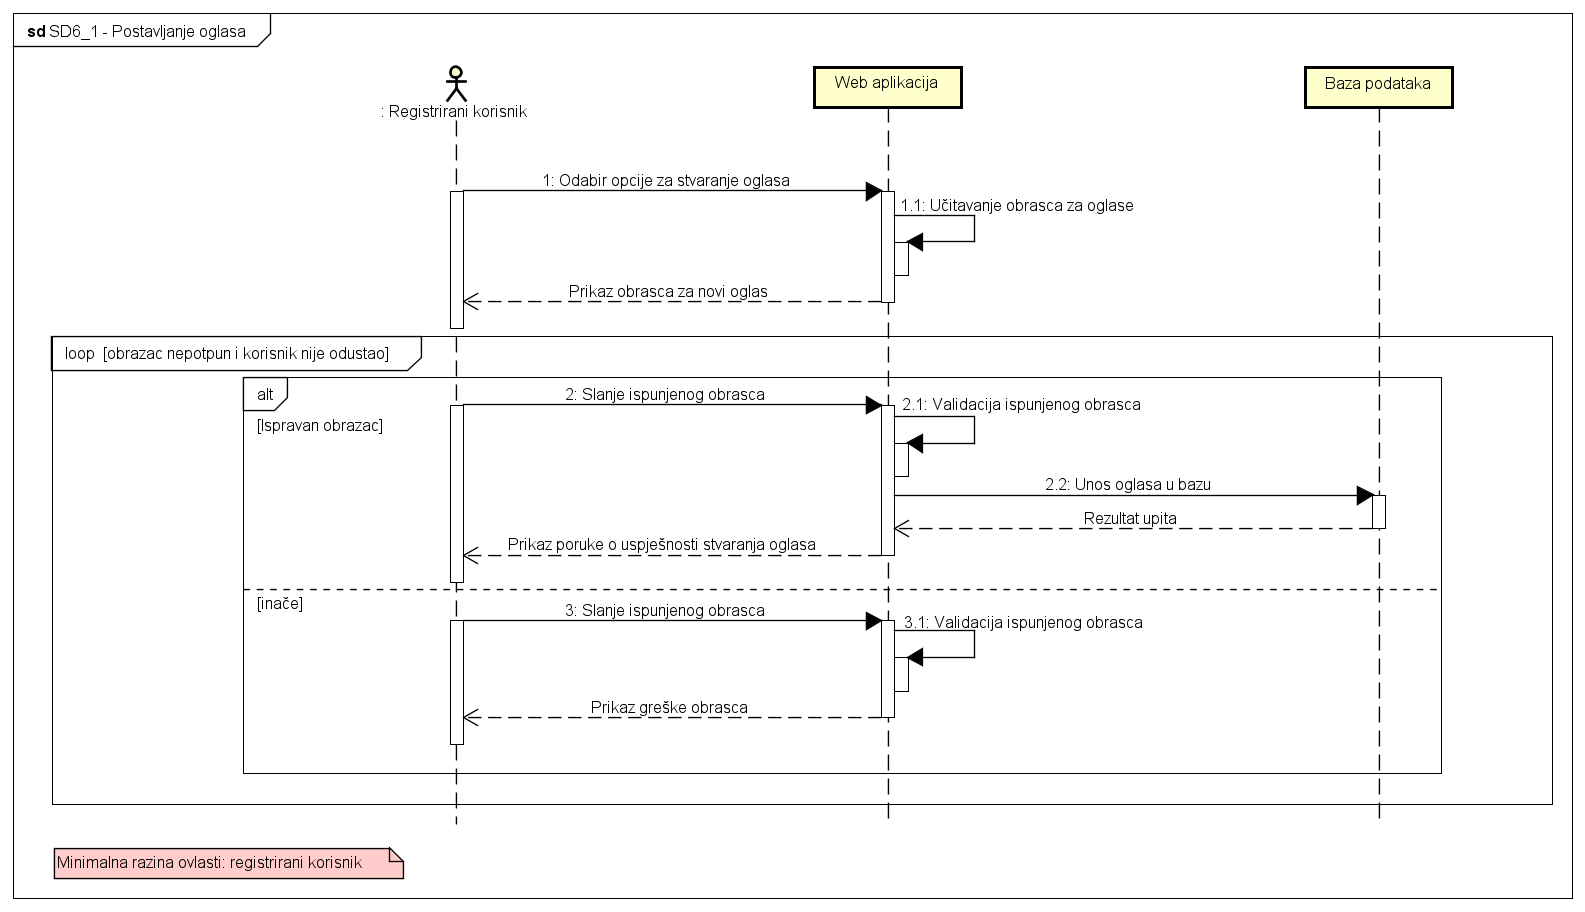 sd SD6_1 - Postavljanje oglasa
: Registrirani korisnik
Web aplikacija
Baza podataka
1: Odabir opcije za stvaranje oglasa
1.1: Učitavanje obrasca za oglase
Prikaz obrasca za novi oglas
loop [obrazac nepotpun i korisnik nije odustao]
alt
2: Slanje ispunjenog obrasca
2.1: Validacija ispunjenog obrasca
[Ispravan obrazac]
2.2: Unos oglasa u bazu
Rezultat upita
Prikaz poruke o uspješnosti stvaranja oglasa
[inače]
3: Slanje ispunjenog obrasca
3.1: Validacija ispunjenog obrasca
Prikaz greške obrasca
Minimalna razina ovlasti: registrirani korisnik